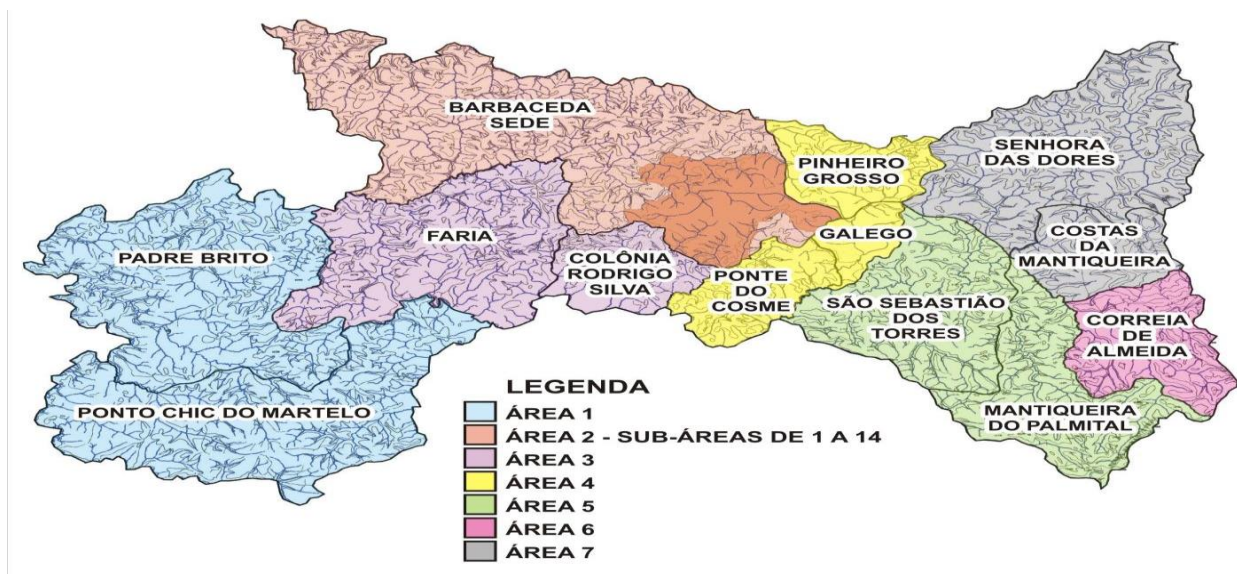 BARBACEDA
SEDE
PINHEIRO
GROSSO
SENHORA
DAS DORES
PADRE BRITO
FARIA
COLÔNIA
RODRIGO
SILVA
GALEGO
COSTAS
DA
MANTIQUEIRA
PONTE
DO
COSME
SÃO SEBASTIÃO
DOS
TORRES
CORREIA
DE
ALMEIDA
PONTO CHIC DO MARTELO
MANTIQUEIRA
DO PALMITAL
LEGENDA
ÁREA 1
ÁREA 2 - SUB-ÁREAS DE 1 A 14
ÁREA 3
ÁREA 4
ÁREA 5
ÁREA 6
ÁREA 7